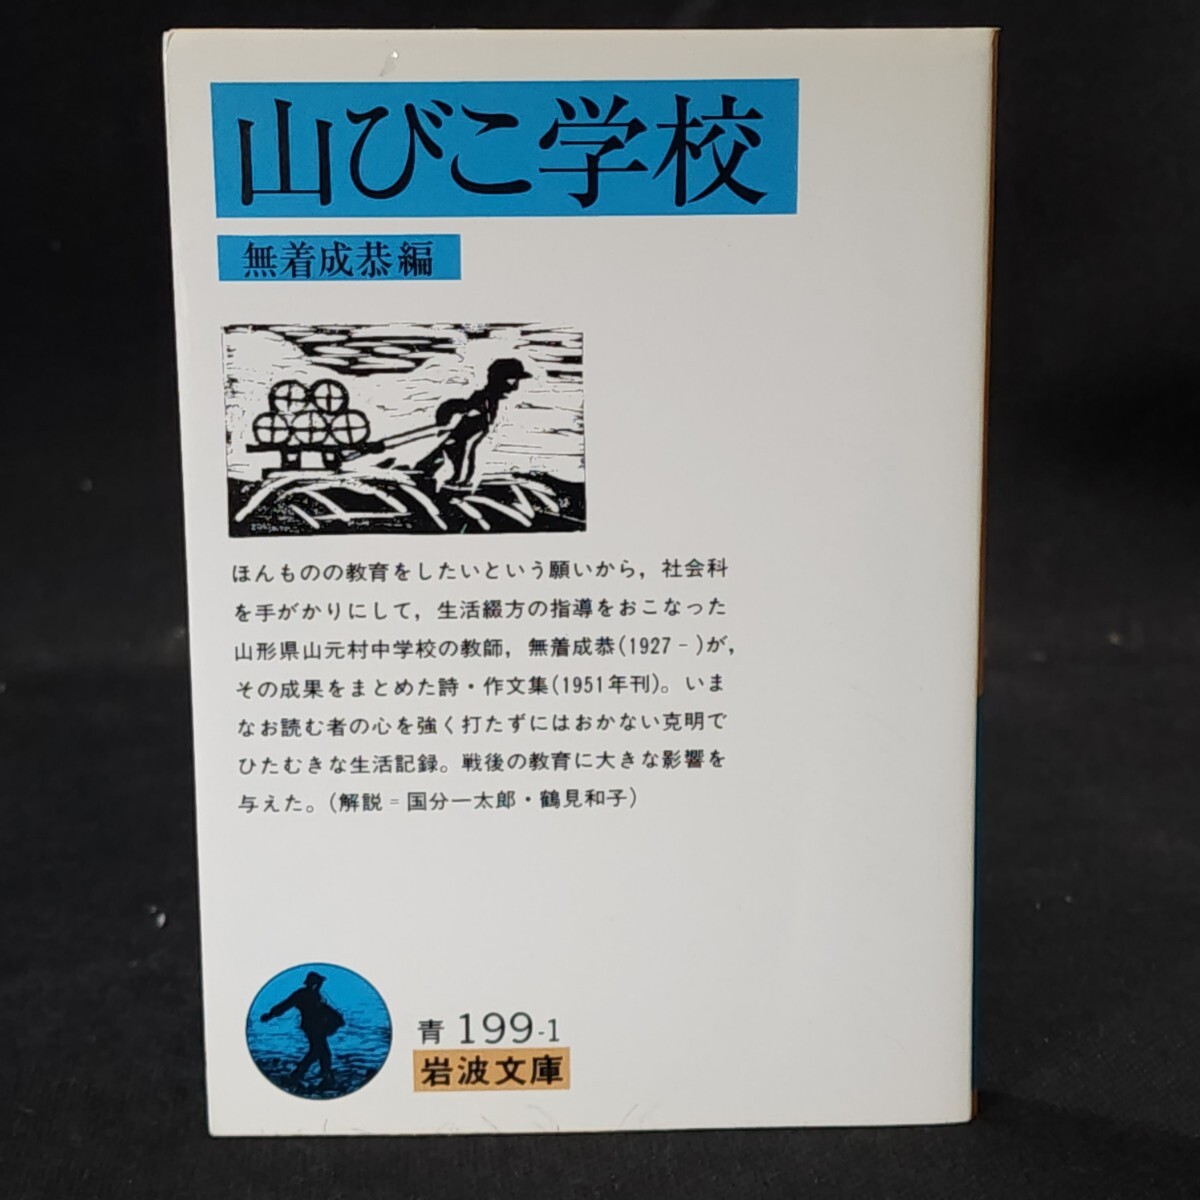 山びこ学校
無着成恭編
ほんものの教育をしたいという願いから，社会科
を手がかりにして，生活綴方の指導をおこなった
山形県山元村中学校の教師，無着成恭(1927 - )が，
その成果をまとめた詩・作文集(1951年刊)。いま
なお読む者の心を強く打たずにはおかない克明で
ひたむきな生活記録。戦後の教育に大きな影響を
与えた。(解説 = 国分一太郎・鶴見和子)
青 199-1
岩波文庫